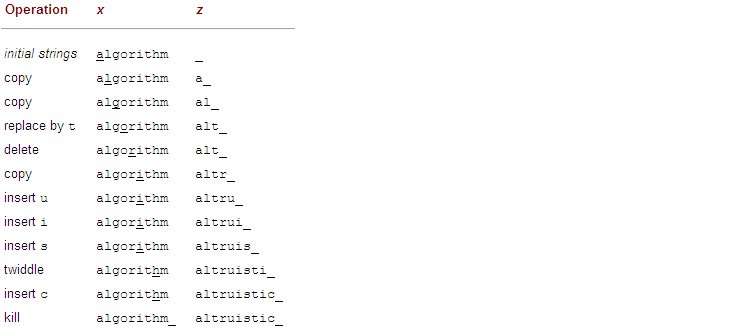 Operation x z
initial strings algorithm _
copy algorithm a_
copy algorithm al_
replace by t algorithm alt_
delete algorithm alt_
copy algorithm altr_
insert u algorithm altru_
insert i algorithm altrui_
insert s algorithm altruis_
twiddle algorithm altruisti_
insert c algorithm altruistic_
kill algorithm_ altruistic_